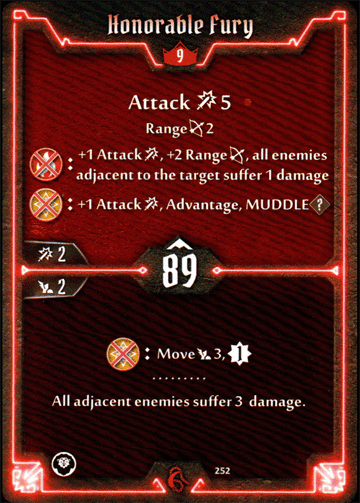 Honorable Fury
9
Attack 5
Range 2
: +1 Attack, +2 Range, all enemies
adjacent to the target suffer 1 damage
: +1 Attack, Advantage, MUDDLE ?
2
89
2
: Move 3, 1
All adjacent enemies suffer 3 damage.
252